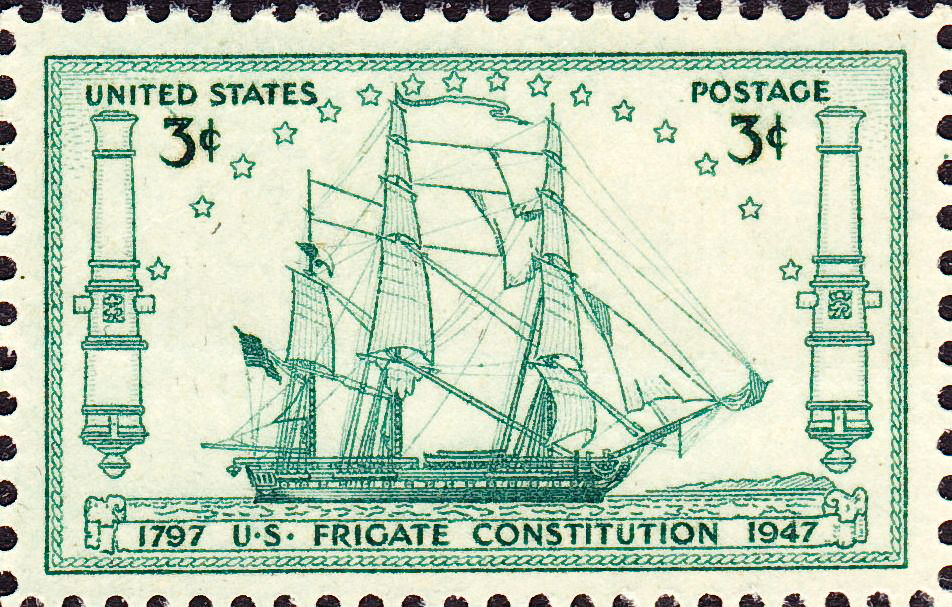 UNITED STATES
POSTAGE
3¢
3¢
1797 U·S· FRIGATE CONSTITUTION 1947